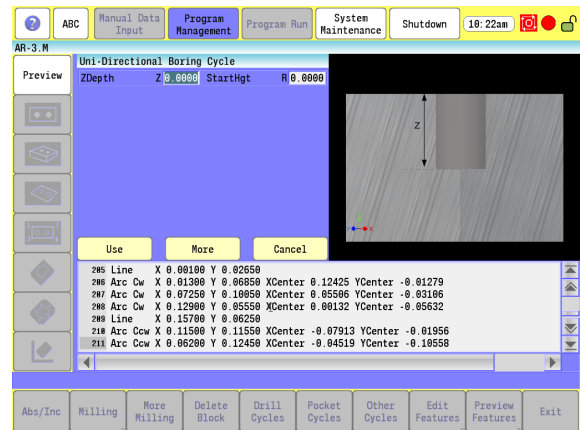 ?
ABC
Manual Data Input
Program Management
Program Run
System Maintenance
Shutdown
10:22am
AR-3.M
Preview
Uni-Directional Boring Cycle
ZDepth Z 0.0000 StartHgt R 0.0000
Z
X
Use More Cancel
205 Line X 0.00100 Y 0.02650
206 Arc Cw X 0.01300 Y 0.06850 XCenter 0.12425 YCenter -0.01279
207 Arc Cw X 0.07250 Y 0.10050 XCenter 0.05506 YCenter -0.03106
208 Arc Cw X 0.12900 Y 0.05550 XCenter 0.00132 YCenter -0.05632
209 Line X 0.15700 Y 0.06250
210 Arc Ccw X 0.11500 Y 0.11550 XCenter -0.07913 YCenter -0.01956
211 Arc Ccw X 0.06200 Y 0.12450 XCenter -0.04519 YCenter -0.10558
Abs/Inc
Milling
More Milling
Delete Block
Drill Cycles
Pocket Cycles
Other Cycles
Edit Features
Preview Features
Exit